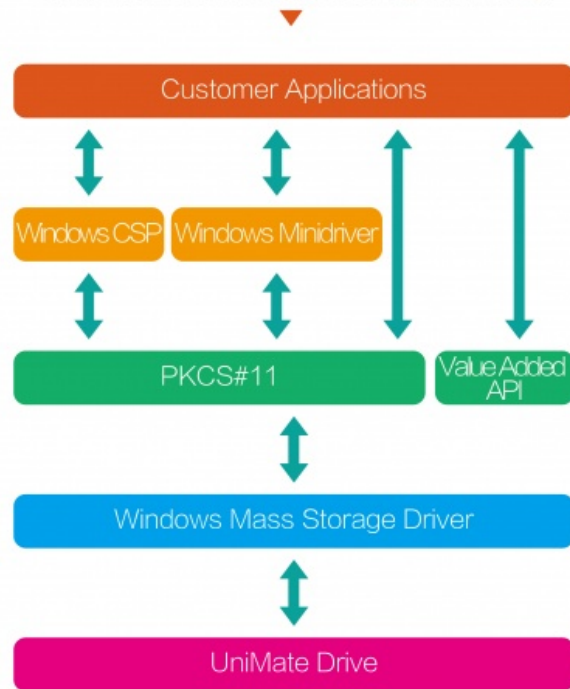 Customer Applications
Windows CSP
Windows Minidriver
PKCS#11
Value Added
API
Windows Mass Storage Driver
UniMate Drive